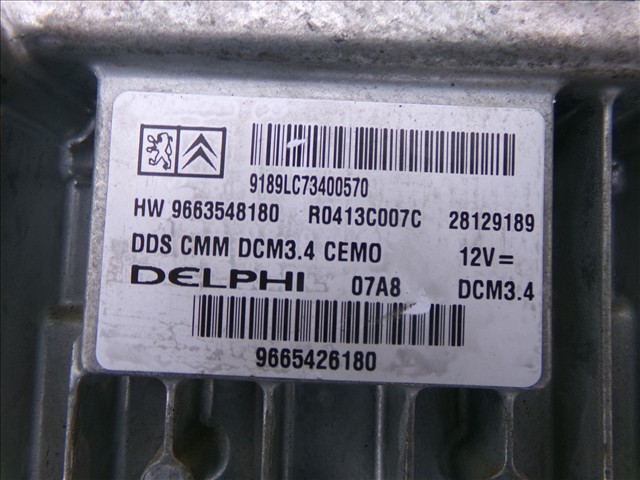 9189LC73400570
HW 9663548180 R0413C007C 28129189
DDS CMM DCM3.4 CEMO 12V=
DELPHI 07A8 DCM3.4
9665426180